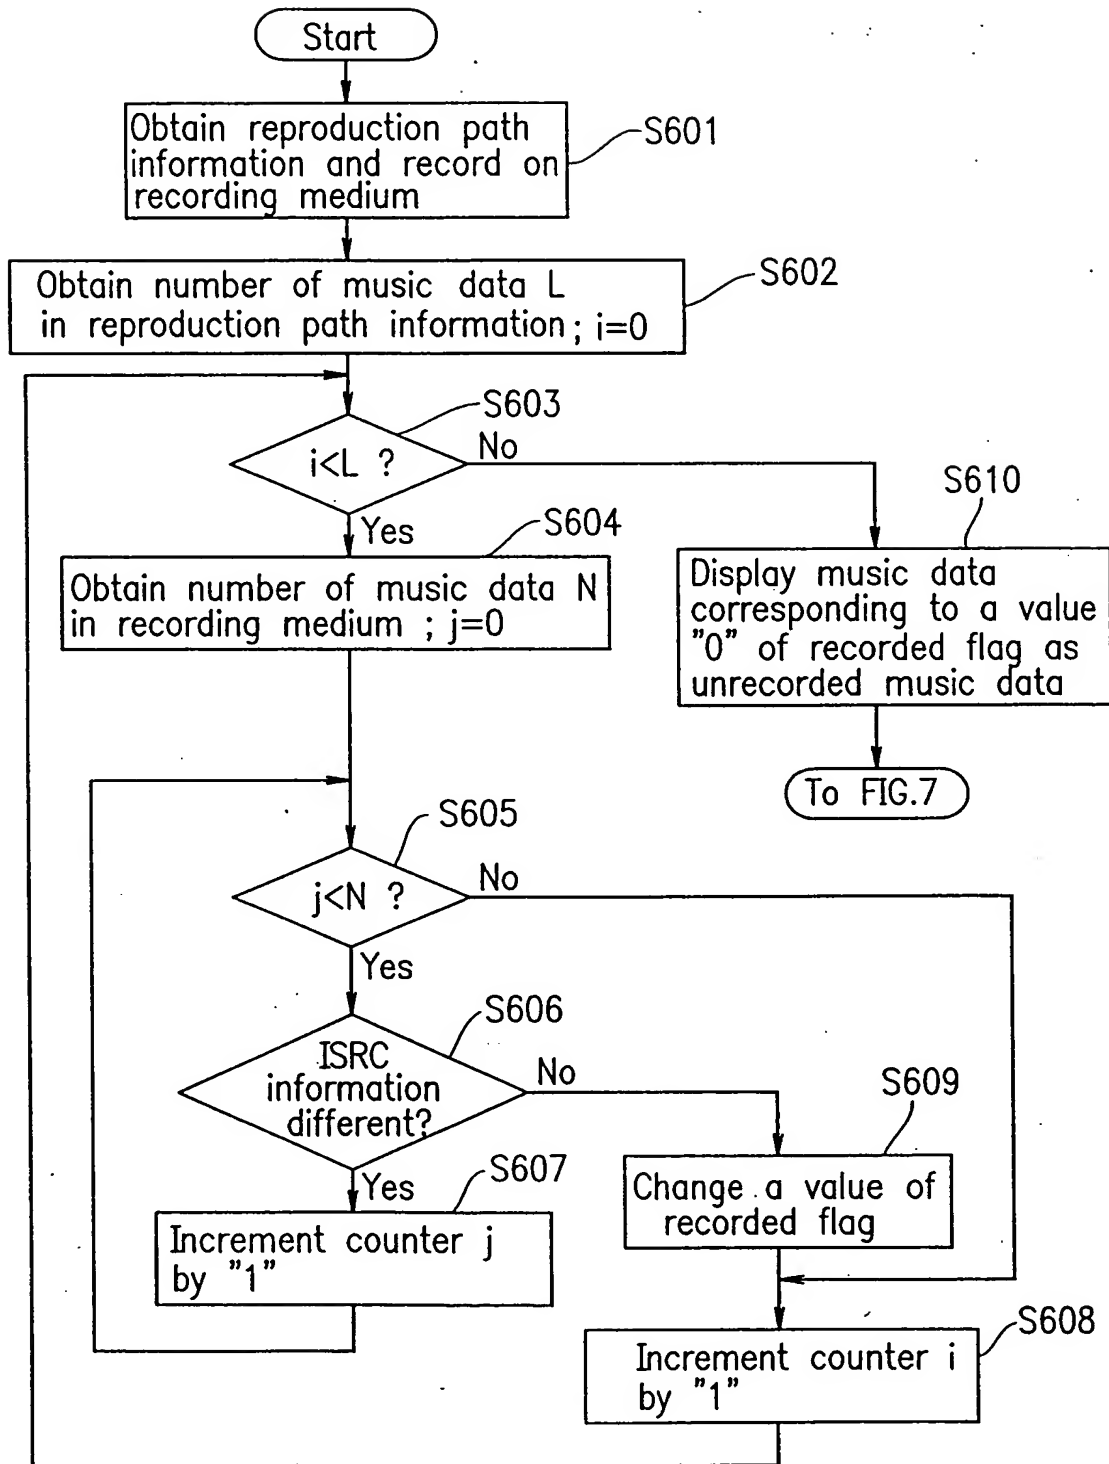 Start
Obtain reproduction path
information and record on
recording medium
S601
Obtain number of music data L
in reproduction path information; i=0
S602
S603
i<L ?
No
Yes
S604
Obtain number of music data N
in recording medium ; j=0
S610
Display music data
corresponding to a value
"0" of recorded flag as
unrecorded music data
To FIG.7
S605
j<N ?
No
Yes
S606
ISRC
information
different?
No
Yes
S609
Change a value of
recorded flag
S607
Increment counter j
by "1"
S608
Increment counter i
by "1"